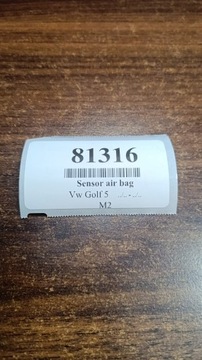 81316
Sensor air bag
Vw Golf 5
M2